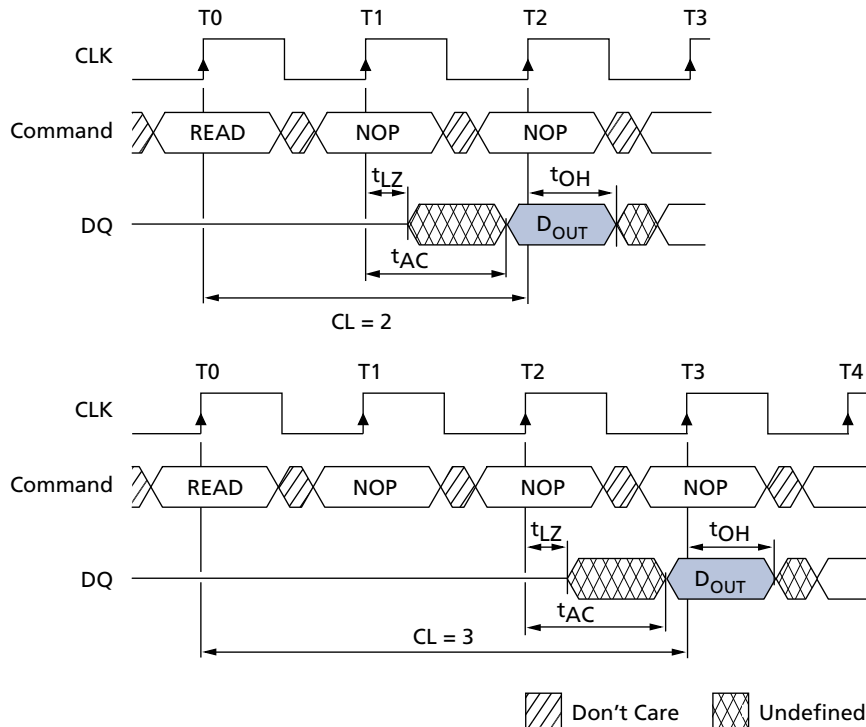 T0 T1 T2 T3
CLK
Command READ NOP NOP
tLZ tOH
DQ DOUT
tAC
CL = 2
T0 T1 T2 T3 T4
CLK
Command READ NOP NOP NOP
tLZ tOH
DQ DOUT
tAC
CL = 3
Don't Care Undefined